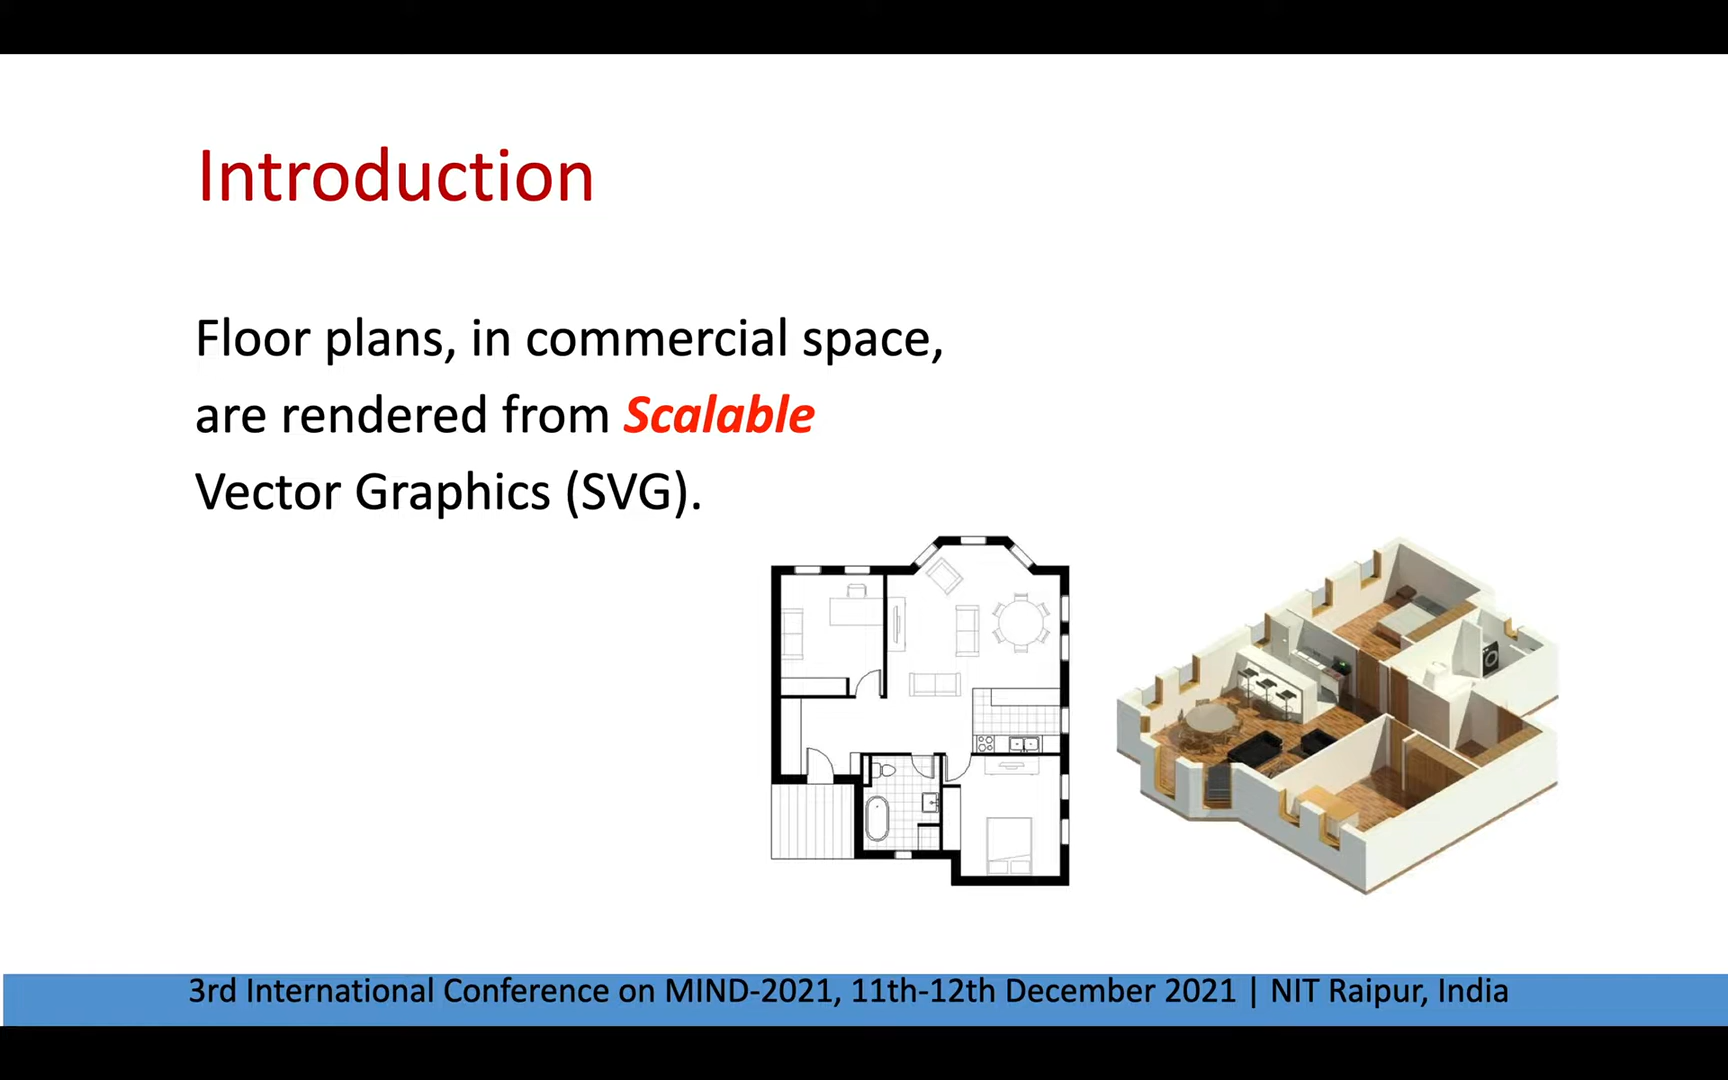 Introduction
Floor plans, in commercial space,
are rendered from Scalable
Vector Graphics (SVG).
3rd International Conference on MIND-2021, 11th-12th December 2021 | NIT Raipur, India